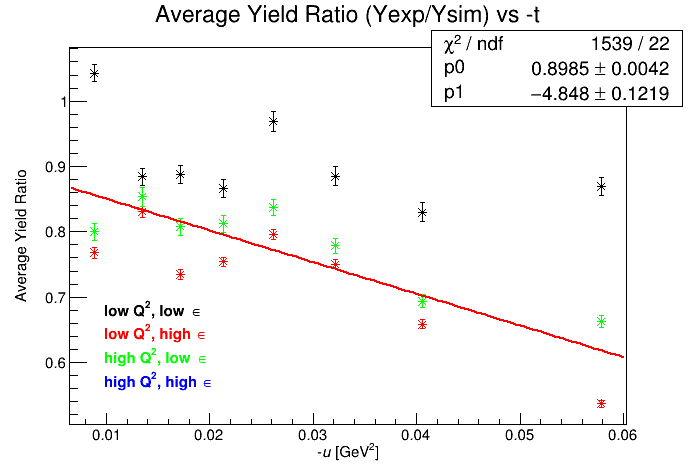 Average Yield Ratio (Yexp/Ysim) vs -t
χ² / ndf 1539 / 22
p0 0.8985 ± 0.0042
p1 −4.848 ± 0.1219
1
0.9
0.8
0.7
0.6
Average Yield Ratio
low Q², low ∈
low Q², high ∈
high Q², low ∈
high Q², high ∈
0.01 0.02 0.03 0.04 0.05 0.06
-u [GeV²]